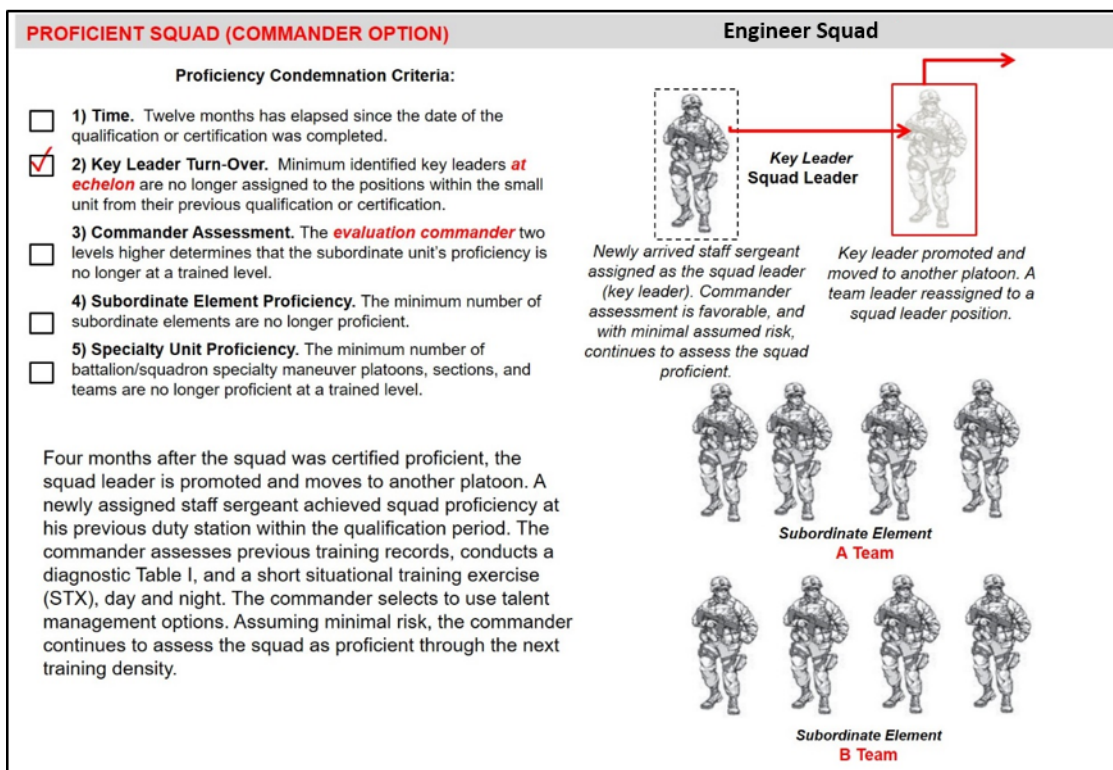 PROFICIENT SQUAD (COMMANDER OPTION)
Engineer Squad
Proficiency Condemnation Criteria:
1) Time. Twelve months has elapsed since the date of the
qualification or certification was completed.
2) Key Leader Turn-Over. Minimum identified key leaders at
echelon are no longer assigned to the positions within the small
unit from their previous qualification or certification.
3) Commander Assessment. The evaluation commander two
levels higher determines that the subordinate unit's proficiency is
no longer at a trained level.
4) Subordinate Element Proficiency. The minimum number of
subordinate elements are no longer proficient.
5) Specialty Unit Proficiency. The minimum number of
battalion/squadron specialty maneuver platoons, sections, and
teams are no longer proficient at a trained level.
Four months after the squad was certified proficient, the
squad leader is promoted and moves to another platoon. A
newly assigned staff sergeant achieved squad proficiency at
his previous duty station within the qualification period. The
commander assesses previous training records, conducts a
diagnostic Table I, and a short situational training exercise
(STX), day and night. The commander selects to use talent
management options. Assuming minimal risk, the commander
continues to assess the squad as proficient through the next
training density.
Key Leader
Squad Leader
Newly arrived staff sergeant
assigned as the squad leader
(key leader). Commander
assessment is favorable, and
with minimal assumed risk,
continues to assess the squad
proficient.
Key leader promoted and
moved to another platoon. A
team leader reassigned to a
squad leader position.
Subordinate Element
A Team
Subordinate Element
B Team